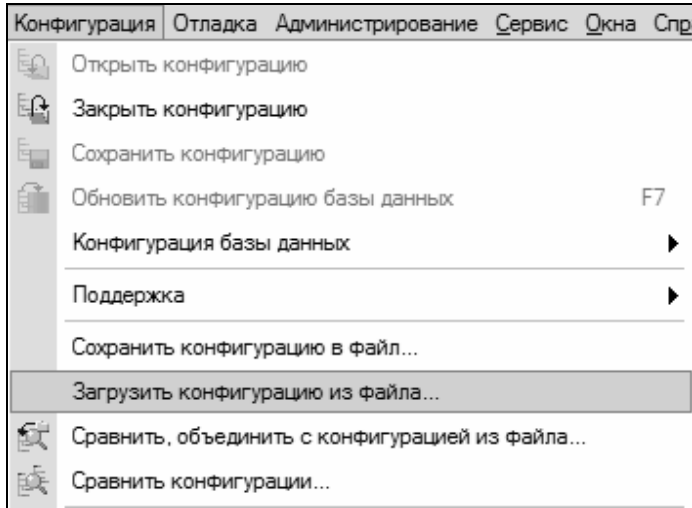 Конфигурация Отладка Администрирование Сервис Окна Спр
Открыть конфигурацию
Закрыть конфигурацию
Сохранить конфигурацию
Обновить конфигурацию базы данных F7
Конфигурация базы данных
Поддержка
Сохранить конфигурацию в файл...
Загрузить конфигурацию из файла...
Сравнить, объединить с конфигурацией из файла...
Сравнить конфигурации...